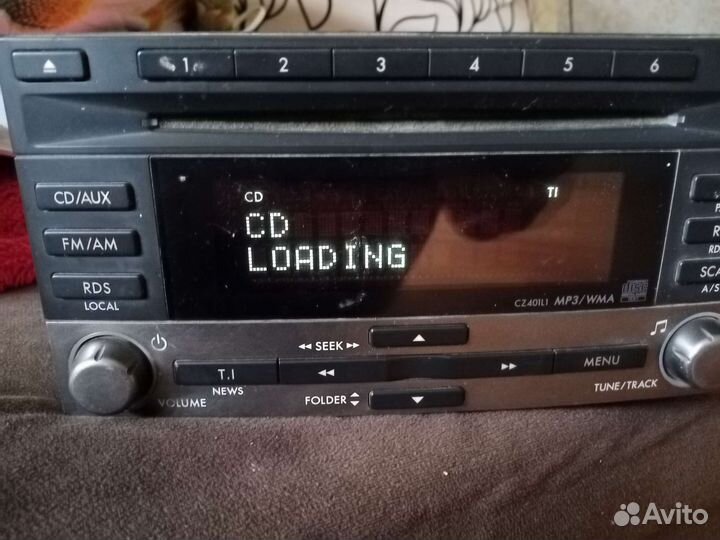 1 2 3 4 5 6
CD/AUX
CD TI
CD
LOADING
FM/AM
RDS
LOCAL
CZ401L1 MP3/WMA
SEEK
T.I
NEWS
MENU
TUNE/TRACK
VOLUME
FOLDER
Avito